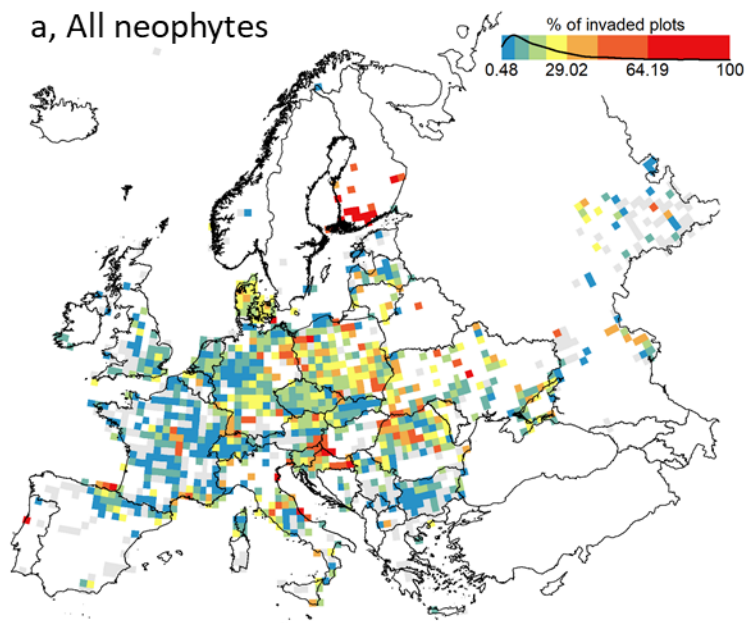 a, All neophytes
% of invaded plots
0.48 29.02 64.19 100